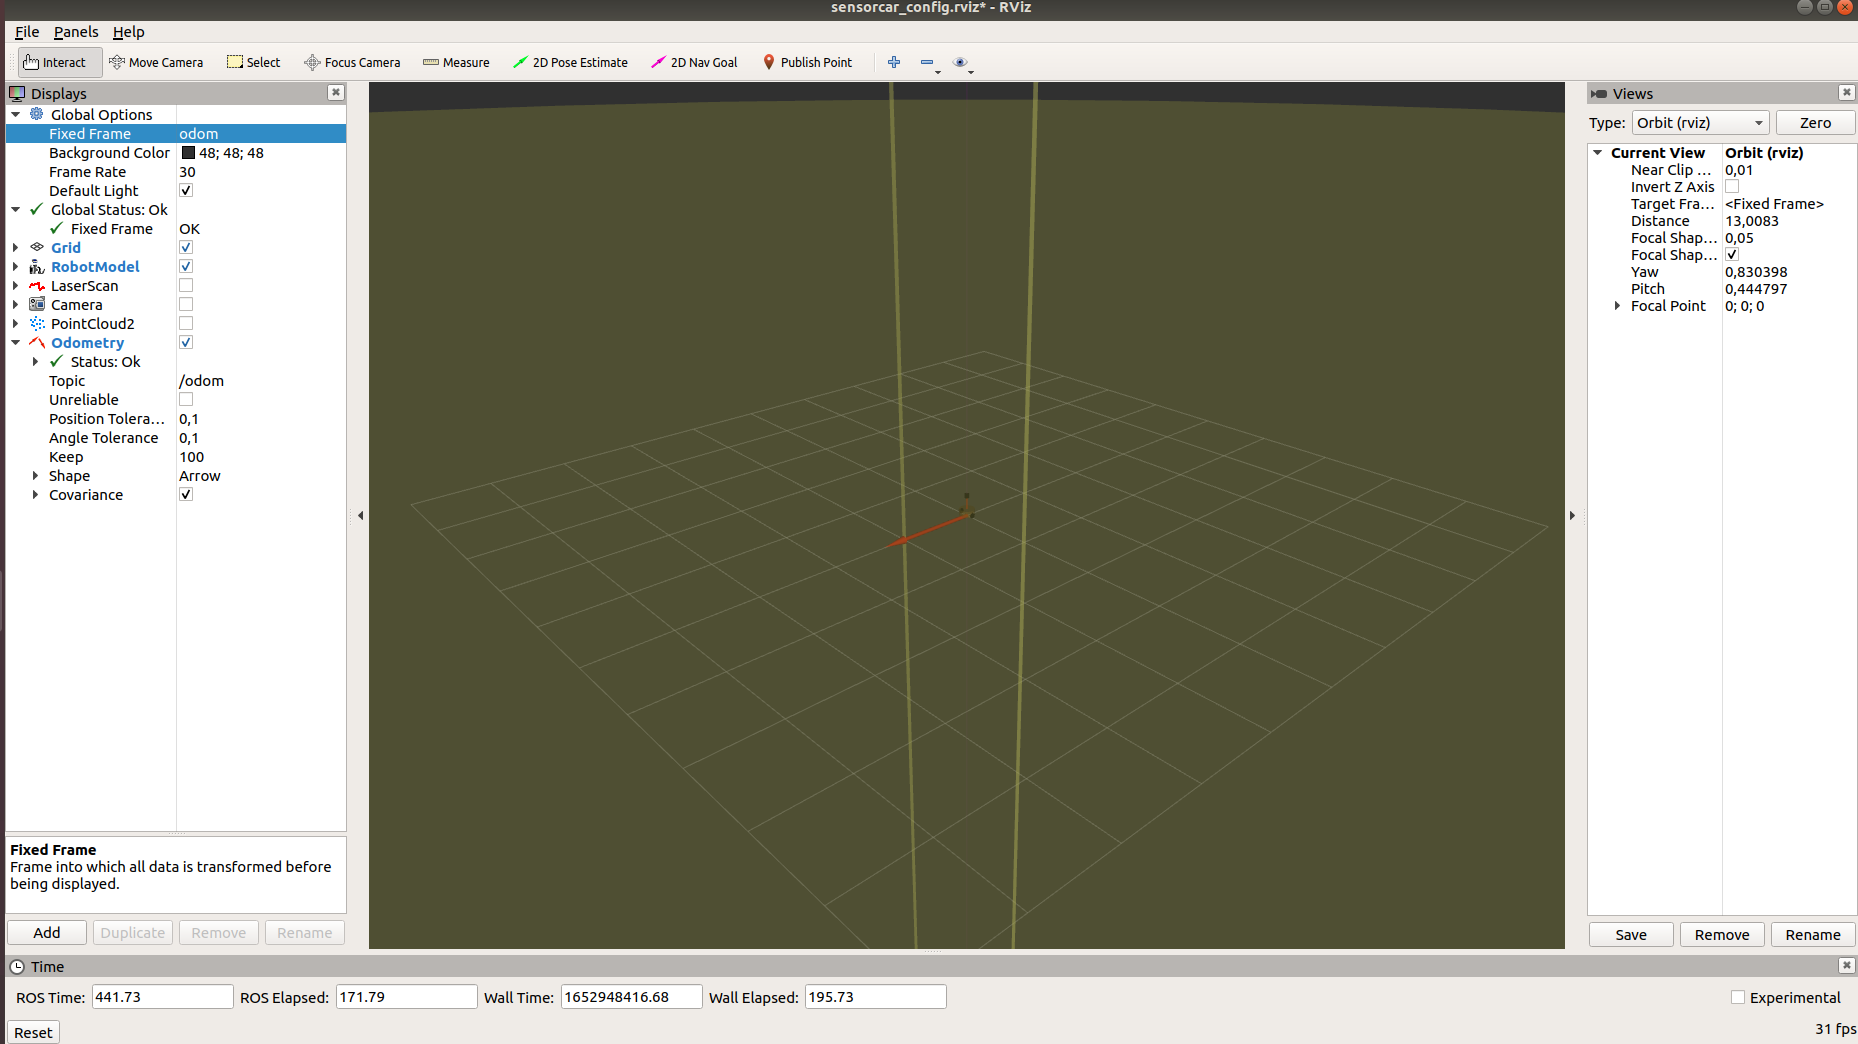 sensorcar_config.rviz* - RViz
File Panels Help
Interact Move Camera Select Focus Camera Measure 2D Pose Estimate 2D Nav Goal Publish Point
Displays
Global Options
Fixed Frame odom
Background Color 48; 48; 48
Frame Rate 30
Default Light
Global Status: Ok
Fixed Frame OK
Grid
RobotModel
LaserScan
Camera
PointCloud2
Odometry
Status: Ok
Topic /odom
Unreliable
Position Tolera... 0,1
Angle Tolerance 0,1
Keep 100
Shape Arrow
Covariance
Fixed Frame
Frame into which all data is transformed before
being displayed.
Add Duplicate Remove Rename
Views
Type: Orbit (rviz) Zero
Current View Orbit (rviz)
Near Clip ... 0,01
Invert Z Axis
Target Fra... <Fixed Frame>
Distance 13,0083
Focal Shap... 0,05
Focal Shap...
Yaw 0,830398
Pitch 0,444797
Focal Point 0; 0; 0
Save Remove Rename
Time
ROS Time: 441.73 ROS Elapsed: 171.79 Wall Time: 1652948416.68 Wall Elapsed: 195.73 Experimental
Reset 31 fps